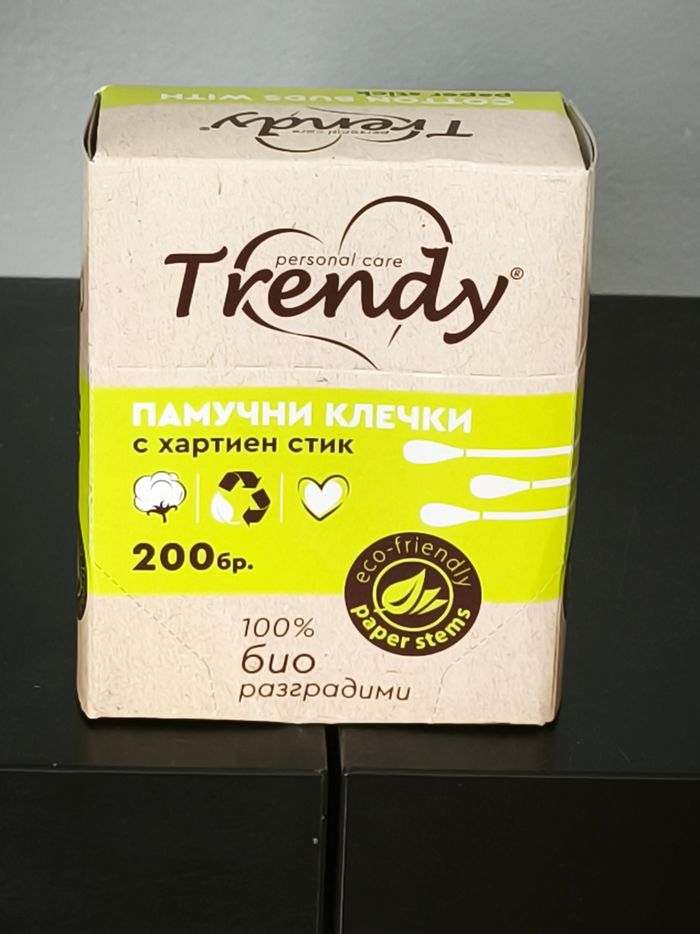 COTTON BUDS WITH
paper stick
Trendy®
personal care
personal care
Trendy®
ПАМУЧНИ КЛЕЧКИ
с хартиен стик
200бр.
eco-friendly
paper stems
100%
био
разградими